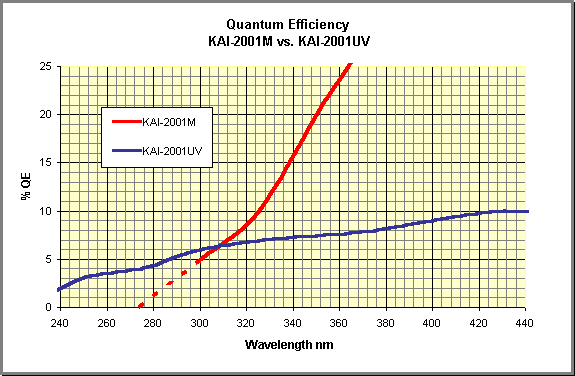 Quantum Efficiency
KAI-2001M vs. KAI-2001UV
25
20
15
10
5
0
% QE
KAI-2001M
KAI-2001UV
240 260 280 300 320 340 360 380 400 420 440
Wavelength nm